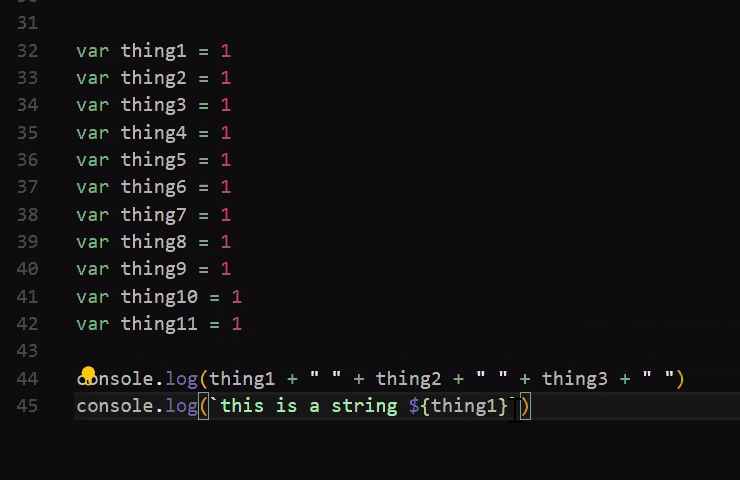 31
32 var thing1 = 1
33 var thing2 = 1
34 var thing3 = 1
35 var thing4 = 1
36 var thing5 = 1
37 var thing6 = 1
38 var thing7 = 1
39 var thing8 = 1
40 var thing9 = 1
41 var thing10 = 1
42 var thing11 = 1
43
44 console.log(thing1 + " " + thing2 + " " + thing3 + " ")
45 console.log(`this is a string ${thing1}`)